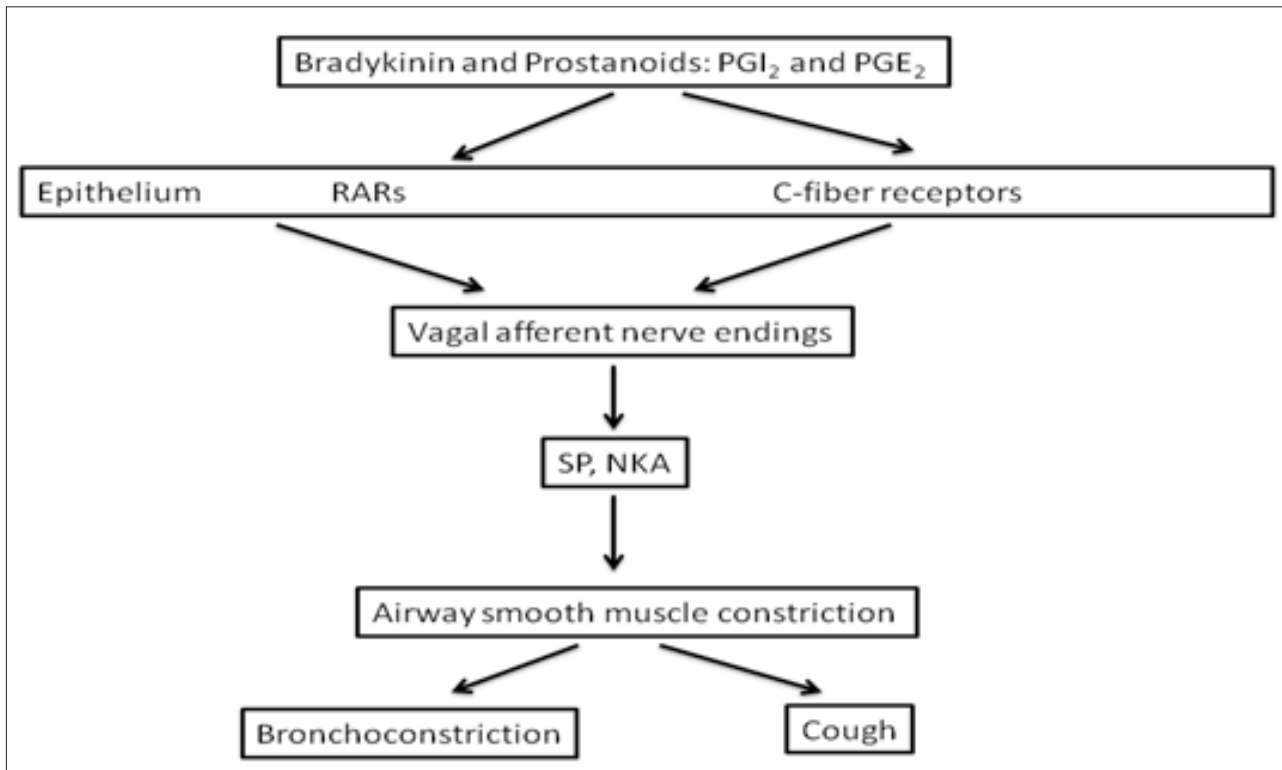 Bradykinin and Prostanoids: PGI₂ and PGE₂
Epithelium RARs C-fiber receptors
Vagal afferent nerve endings
SP, NKA
Airway smooth muscle constriction
Bronchoconstriction Cough